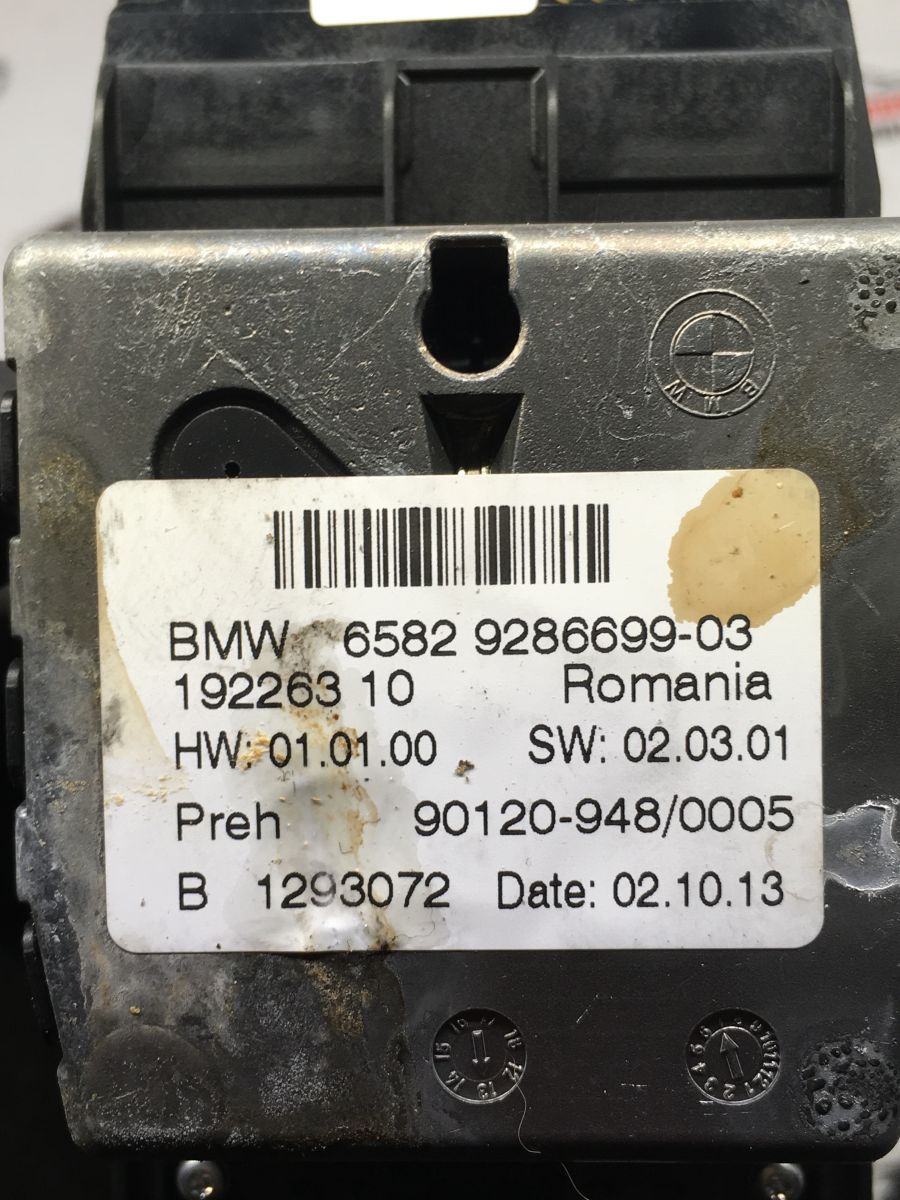 BMW
BMW 6582 9286699-03
192263 10 Romania
HW: 01.01.00 SW: 02.03.01
Preh 90120-948/0005
B 1293072 Date: 02.10.13